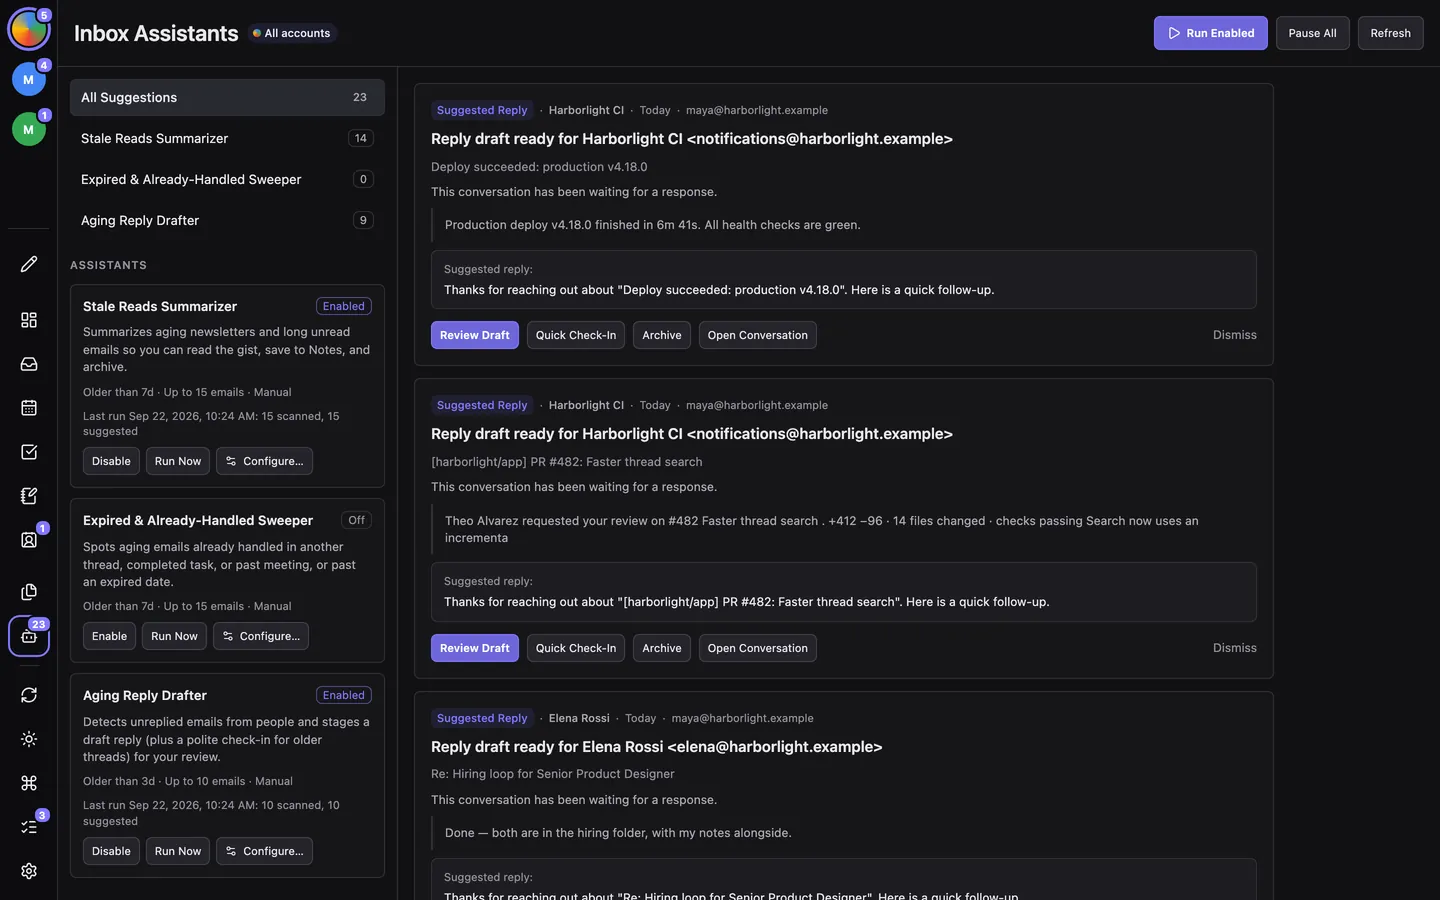 5
Inbox Assistants
All accounts
Run Enabled
Pause All
Refresh
M
4
M
1
1
23
3
All Suggestions
23
Stale Reads Summarizer
14
Expired & Already-Handled Sweeper
0
Aging Reply Drafter
9
ASSISTANTS
Stale Reads Summarizer
Enabled
Summarizes aging newsletters and long unread
emails so you can read the gist, save to Notes, and
archive.
Older than 7d · Up to 15 emails · Manual
Last run Sep 22, 2026, 10:24 AM: 15 scanned, 15
suggested
Disable
Run Now
Configure...
Expired & Already-Handled Sweeper
Off
Spots aging emails already handled in another
thread, completed task, or past meeting, or past
an expired date.
Older than 7d · Up to 15 emails · Manual
Enable
Run Now
Configure...
Aging Reply Drafter
Enabled
Detects unreplied emails from people and stages a
draft reply (plus a polite check-in for older
threads) for your review.
Older than 3d · Up to 10 emails · Manual
Last run Sep 22, 2026, 10:24 AM: 10 scanned, 10
suggested
Disable
Run Now
Configure...
Suggested Reply · Harborlight CI · Today · maya@harborlight.example
Reply draft ready for Harborlight CI <notifications@harborlight.example>
Deploy succeeded: production v4.18.0
This conversation has been waiting for a response.
Production deploy v4.18.0 finished in 6m 41s. All health checks are green.
Suggested reply:
Thanks for reaching out about "Deploy succeeded: production v4.18.0". Here is a quick follow-up.
Review Draft
Quick Check-In
Archive
Open Conversation
Dismiss
Suggested Reply · Harborlight CI · Today · maya@harborlight.example
Reply draft ready for Harborlight CI <notifications@harborlight.example>
[harborlight/app] PR #482: Faster thread search
This conversation has been waiting for a response.
Theo Alvarez requested your review on #482 Faster thread search . +412 −96 · 14 files changed · checks passing Search now uses an
incrementa
Suggested reply:
Thanks for reaching out about "[harborlight/app] PR #482: Faster thread search". Here is a quick follow-up.
Review Draft
Quick Check-In
Archive
Open Conversation
Dismiss
Suggested Reply · Elena Rossi · Today · maya@harborlight.example
Reply draft ready for Elena Rossi <elena@harborlight.example>
Re: Hiring loop for Senior Product Designer
This conversation has been waiting for a response.
Done — both are in the hiring folder, with my notes alongside.
Suggested reply:
Thanks for reaching out about "Re: Hiring loop for Senior Product Designer". Here is a quick follow-up.